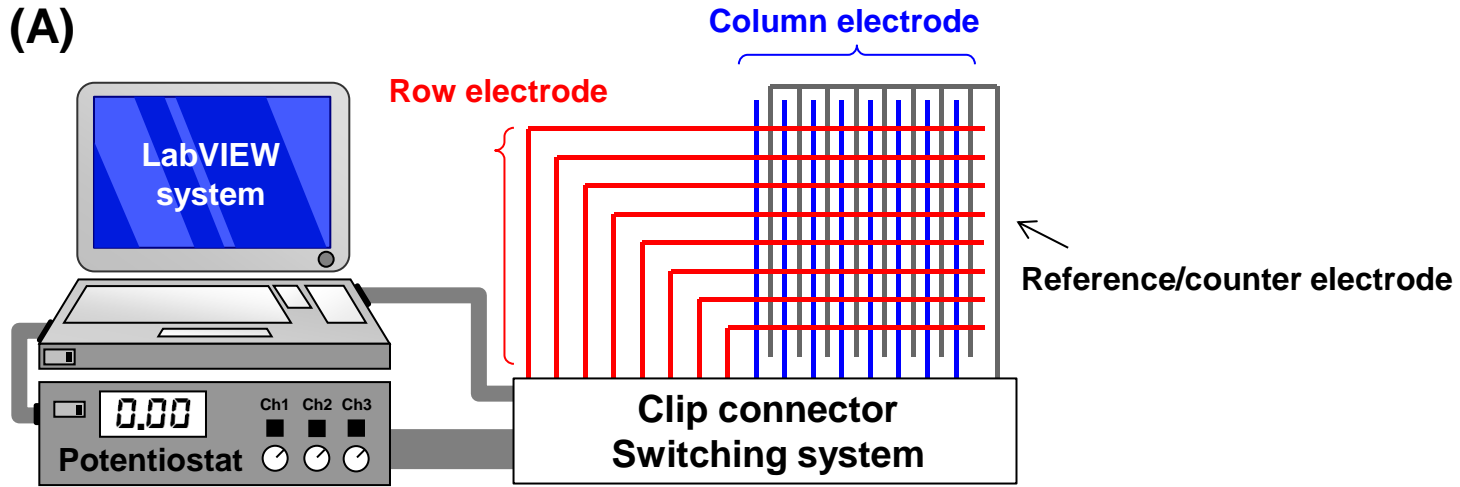 (A)
Column electrode
Row electrode
LabVIEW
system
Reference/counter electrode
0.00
Ch1 Ch2 Ch3
Potentiostat
Clip connector
Switching system